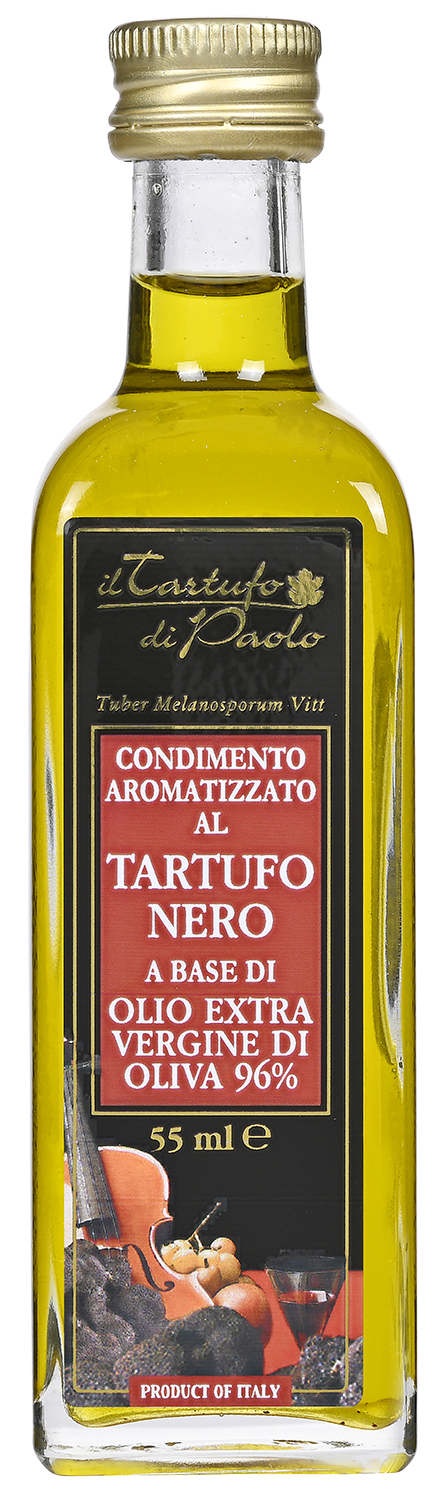 il Tartufo
di Paolo
Tuber Melanosporum Vitt
CONDIMENTO
AROMATIZZATO
AL
TARTUFO
NERO
A BASE DI
OLIO EXTRA
VERGINE DI
OLIVA 96%
55 ml ℮
PRODUCT OF ITALY